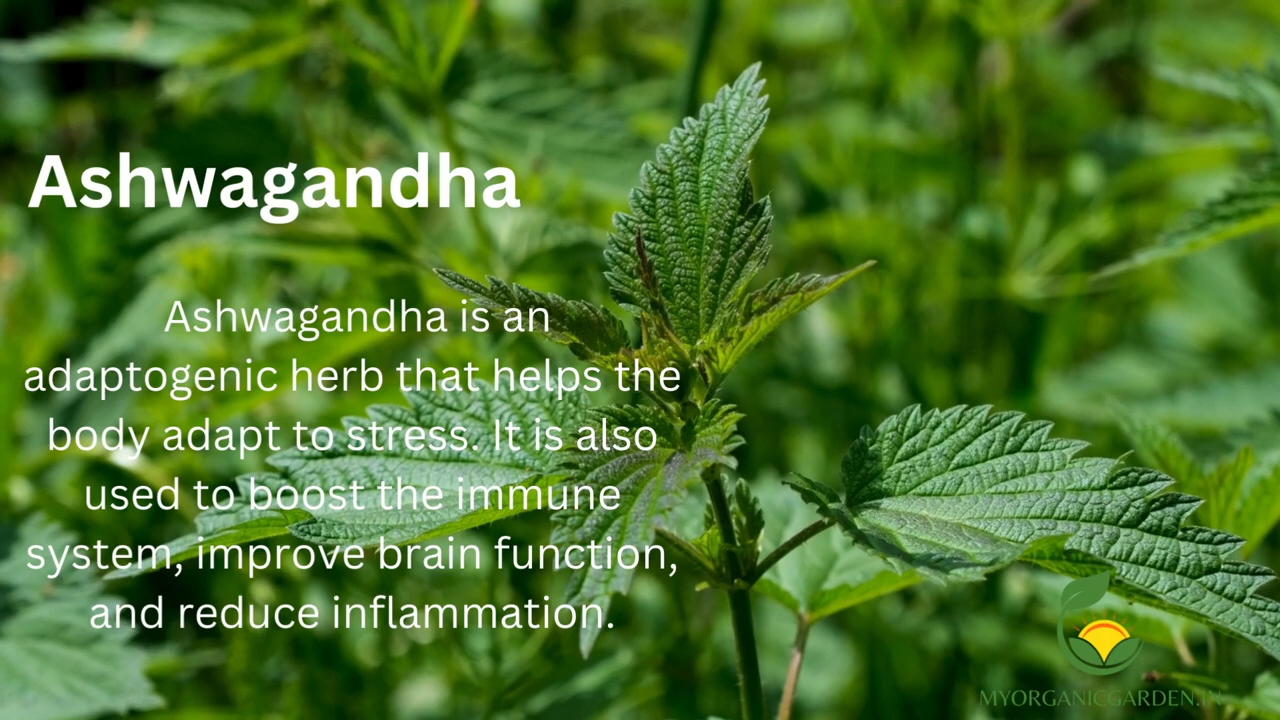 Ashwagandha
Ashwagandha is an
adaptogenic herb that helps the
body adapt to stress. It is also
used to boost the immune
system, improve brain function,
and reduce inflammation.
MYORGANICGARDEN.IN